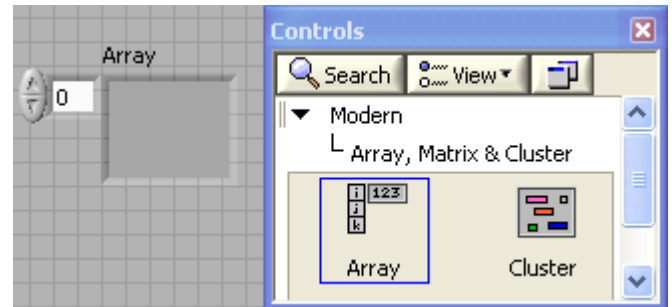 Array
0
Controls
Search View
Modern
Array, Matrix & Cluster
i 123
j
k
Array Cluster